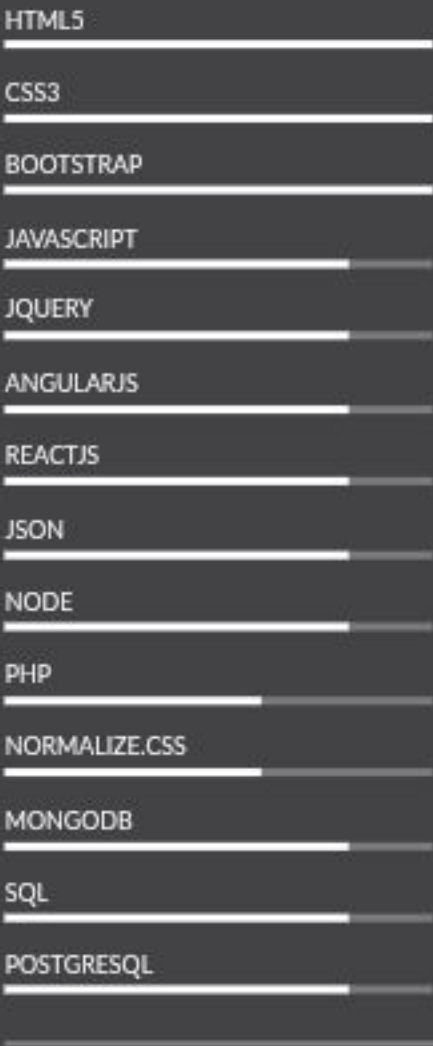 HTML5
CSS3
BOOTSTRAP
JAVASCRIPT
JQUERY
ANGULARJS
REACTJS
JSON
NODE
PHP
NORMALIZE.CSS
MONGODB
SQL
POSTGRESQL